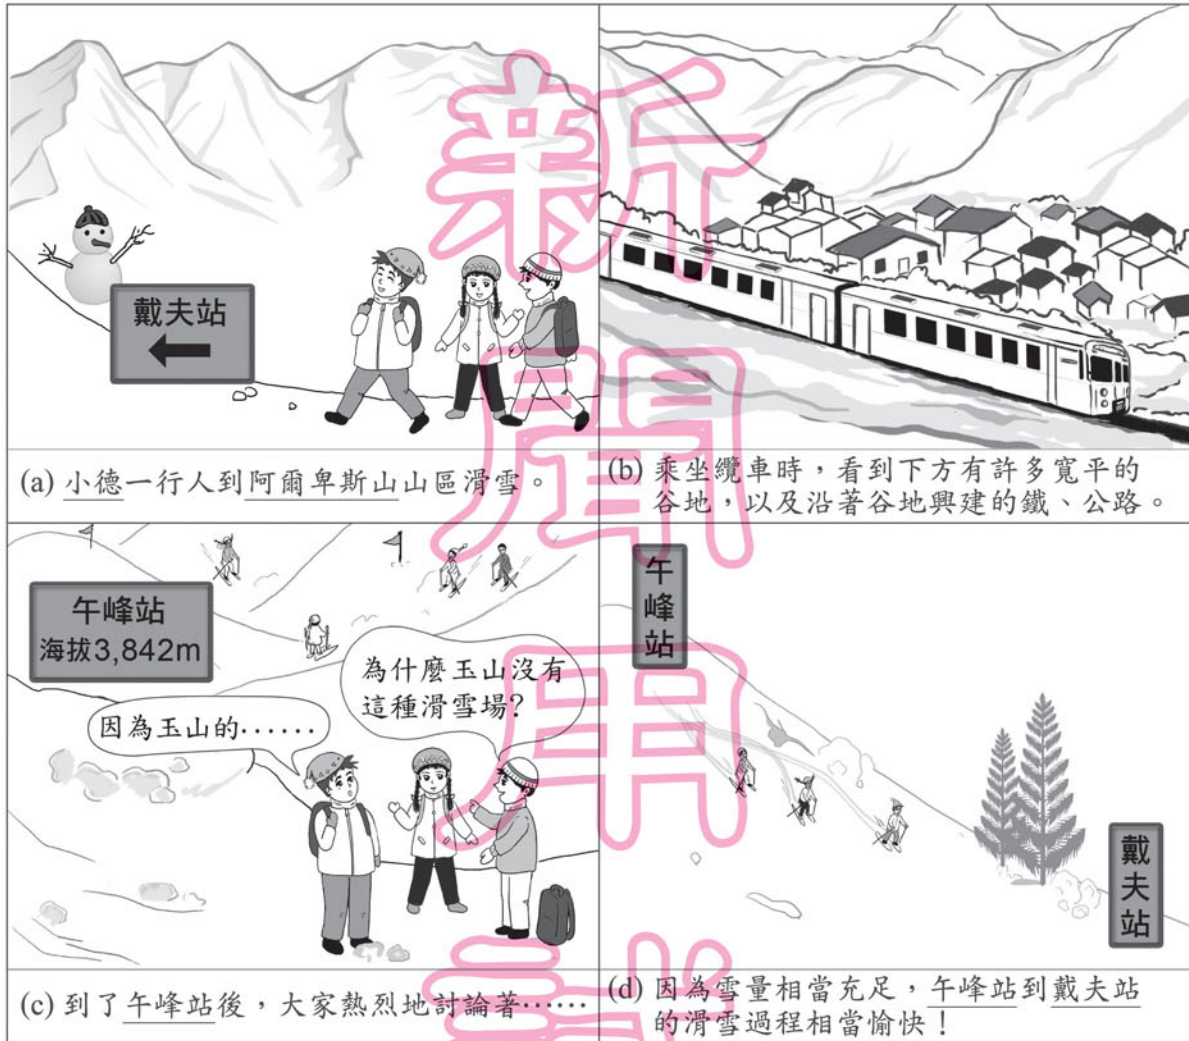 戴夫站
(a) 小德一行人到阿爾卑斯山山區滑雪。
(b) 乘坐纜車時，看到下方有許多寬平的
谷地，以及沿著谷地興建的鐵、公路。
午峰站
海拔3,842m
為什麼玉山沒有
這種滑雪場？
因為玉山的……
(c) 到了午峰站後，大家熱烈地討論著……
午峰站
戴夫站
(d) 因為雪量相當充足，午峰站到戴夫站
的滑雪過程相當愉快！
新聞用